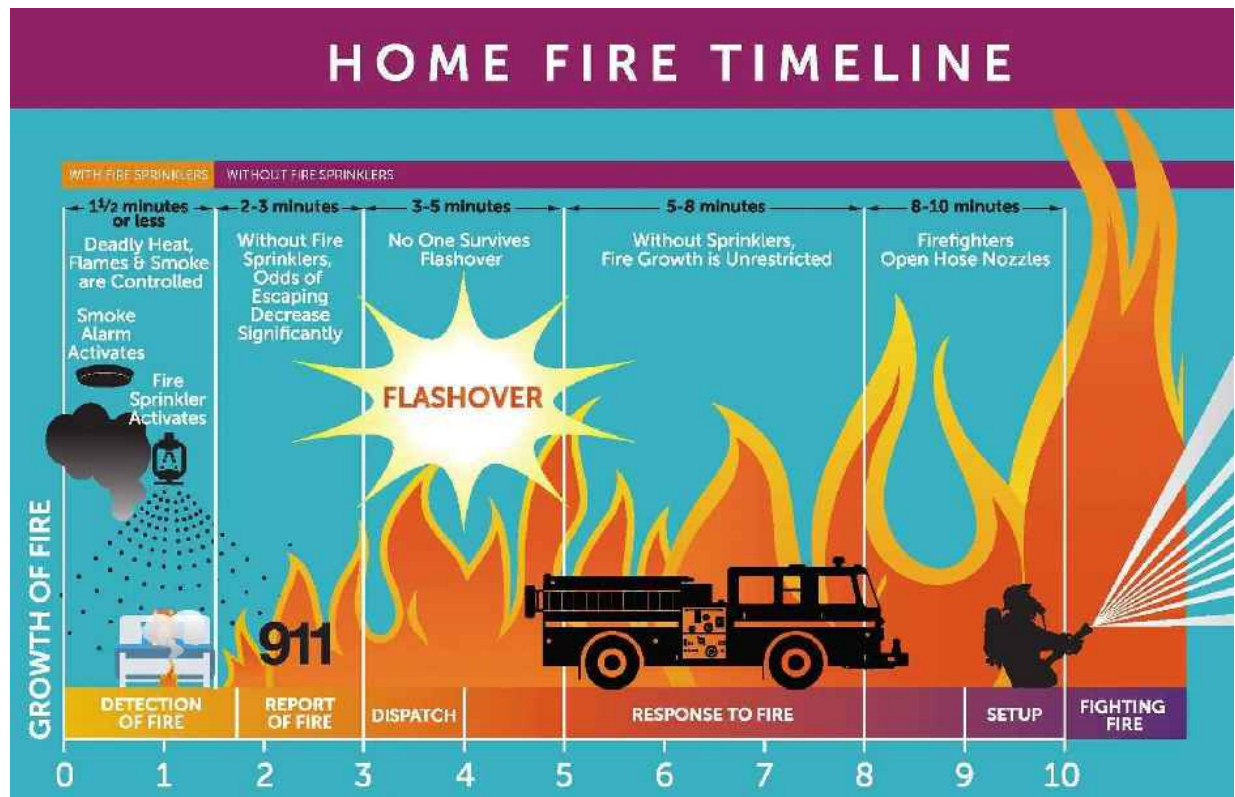 HOME FIRE TIMELINE
WITH FIRE SPRINKLERS
WITHOUT FIRE SPRINKLERS
1½ minutes
or less
2-3 minutes
3-5 minutes
5-8 minutes
8-10 minutes
Deadly Heat,
Flames & Smoke
are Controlled
Without Fire
Sprinklers,
Odds of
Escaping
Decrease
Significantly
No One Survives
Flashover
Without Sprinklers,
Fire Growth is Unrestricted
Firefighters
Open Hose Nozzles
Smoke
Alarm
Activates
Fire
Sprinkler
Activates
FLASHOVER
911
GROWTH OF FIRE
DETECTION
OF FIRE
REPORT
OF FIRE
DISPATCH
RESPONSE TO FIRE
SETUP
FIGHTING
FIRE
0 1 2 3 4 5 6 7 8 9 10